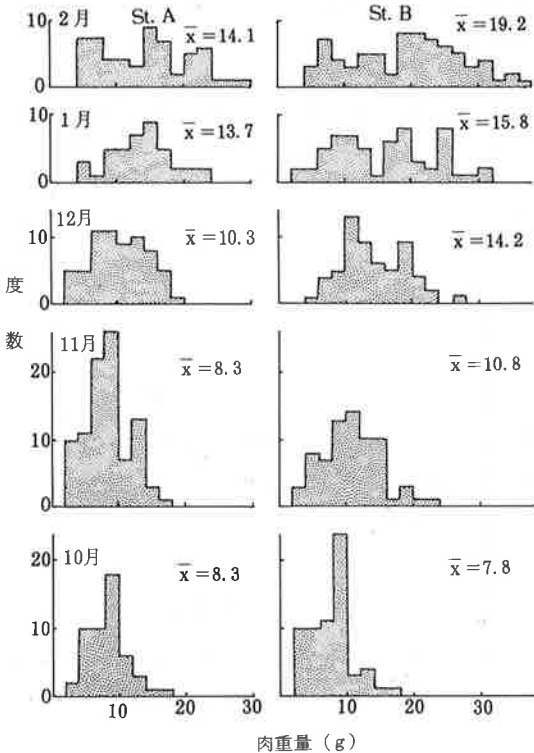 St. A
St. B
2月
x̄=14.1
x̄=19.2
10
0
1月
x̄=13.7
x̄=15.8
10
0
12月
x̄=10.3
x̄=14.2
10
0
度
数
11月
x̄=8.3
x̄=10.8
20
10
0
10月
x̄=8.3
x̄=7.8
20
10
0
10 20 30
10 20 30
肉重量（g）